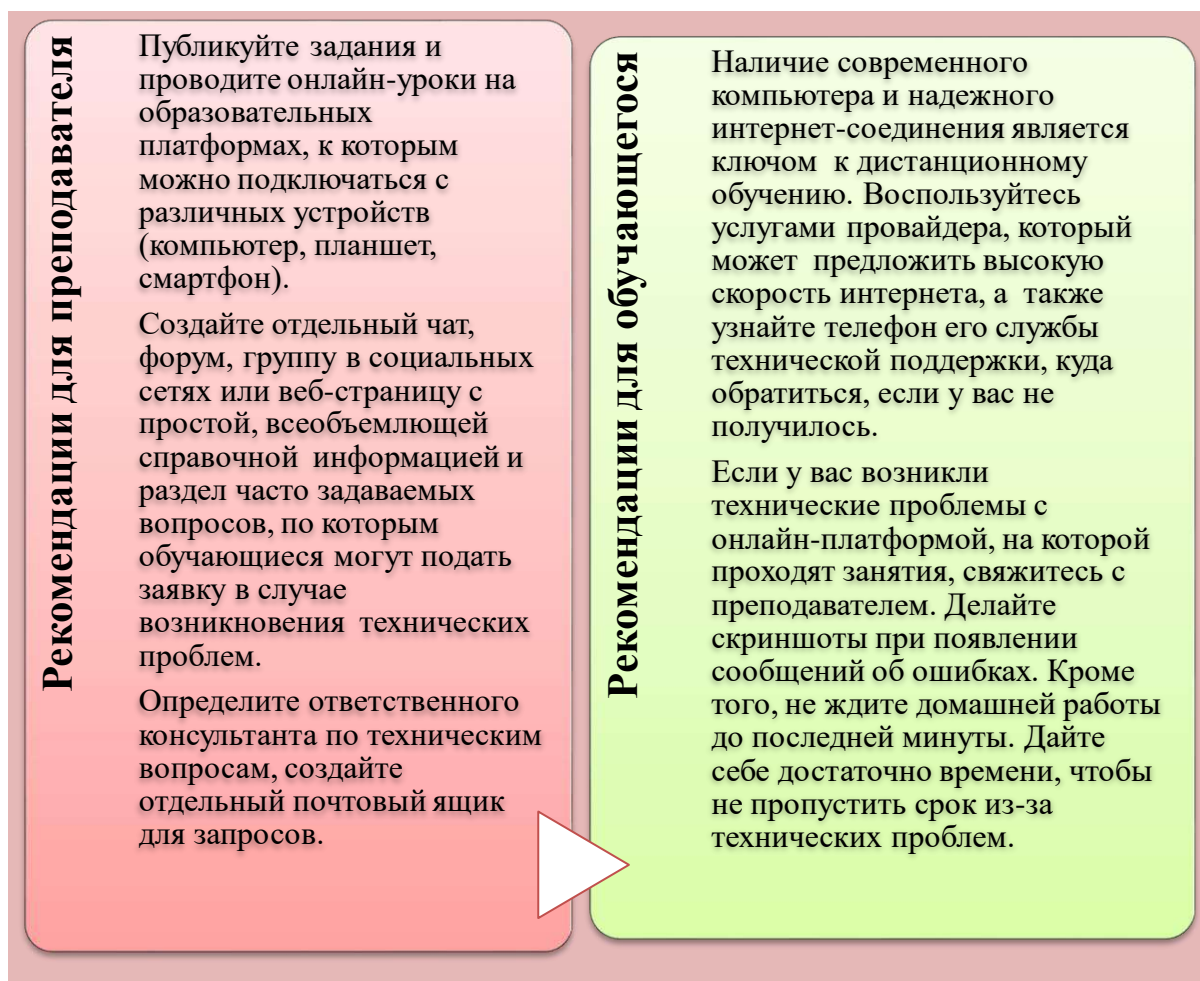 Рекомендации для преподавателя
Публикуйте задания и
проводите онлайн-уроки на
образовательных
платформах, к которым
можно подключаться с
различных устройств
(компьютер, планшет,
смартфон).
Создайте отдельный чат,
форум, группу в социальных
сетях или веб-страницу с
простой, всеобъемлющей
справочной информацией и
раздел часто задаваемых
вопросов, по которым
обучающиеся могут подать
заявку в случае
возникновения технических
проблем.
Определите ответственного
консультанта по техническим
вопросам, создайте
отдельный почтовый ящик
для запросов.
Рекомендации для обучающегося
Наличие современного
компьютера и надежного
интернет-соединения является
ключом к дистанционному
обучению. Воспользуйтесь
услугами провайдера, который
может предложить высокую
скорость интернета, а также
узнайте телефон его службы
технической поддержки, куда
обратиться, если у вас не
получилось.
Если у вас возникли
технические проблемы с
онлайн-платформой, на которой
проходят занятия, свяжитесь с
преподавателем. Делайте
скриншоты при появлении
сообщений об ошибках. Кроме
того, не ждите домашней работы
до последней минуты. Дайте
себе достаточно времени, чтобы
не пропустить срок из-за
технических проблем.